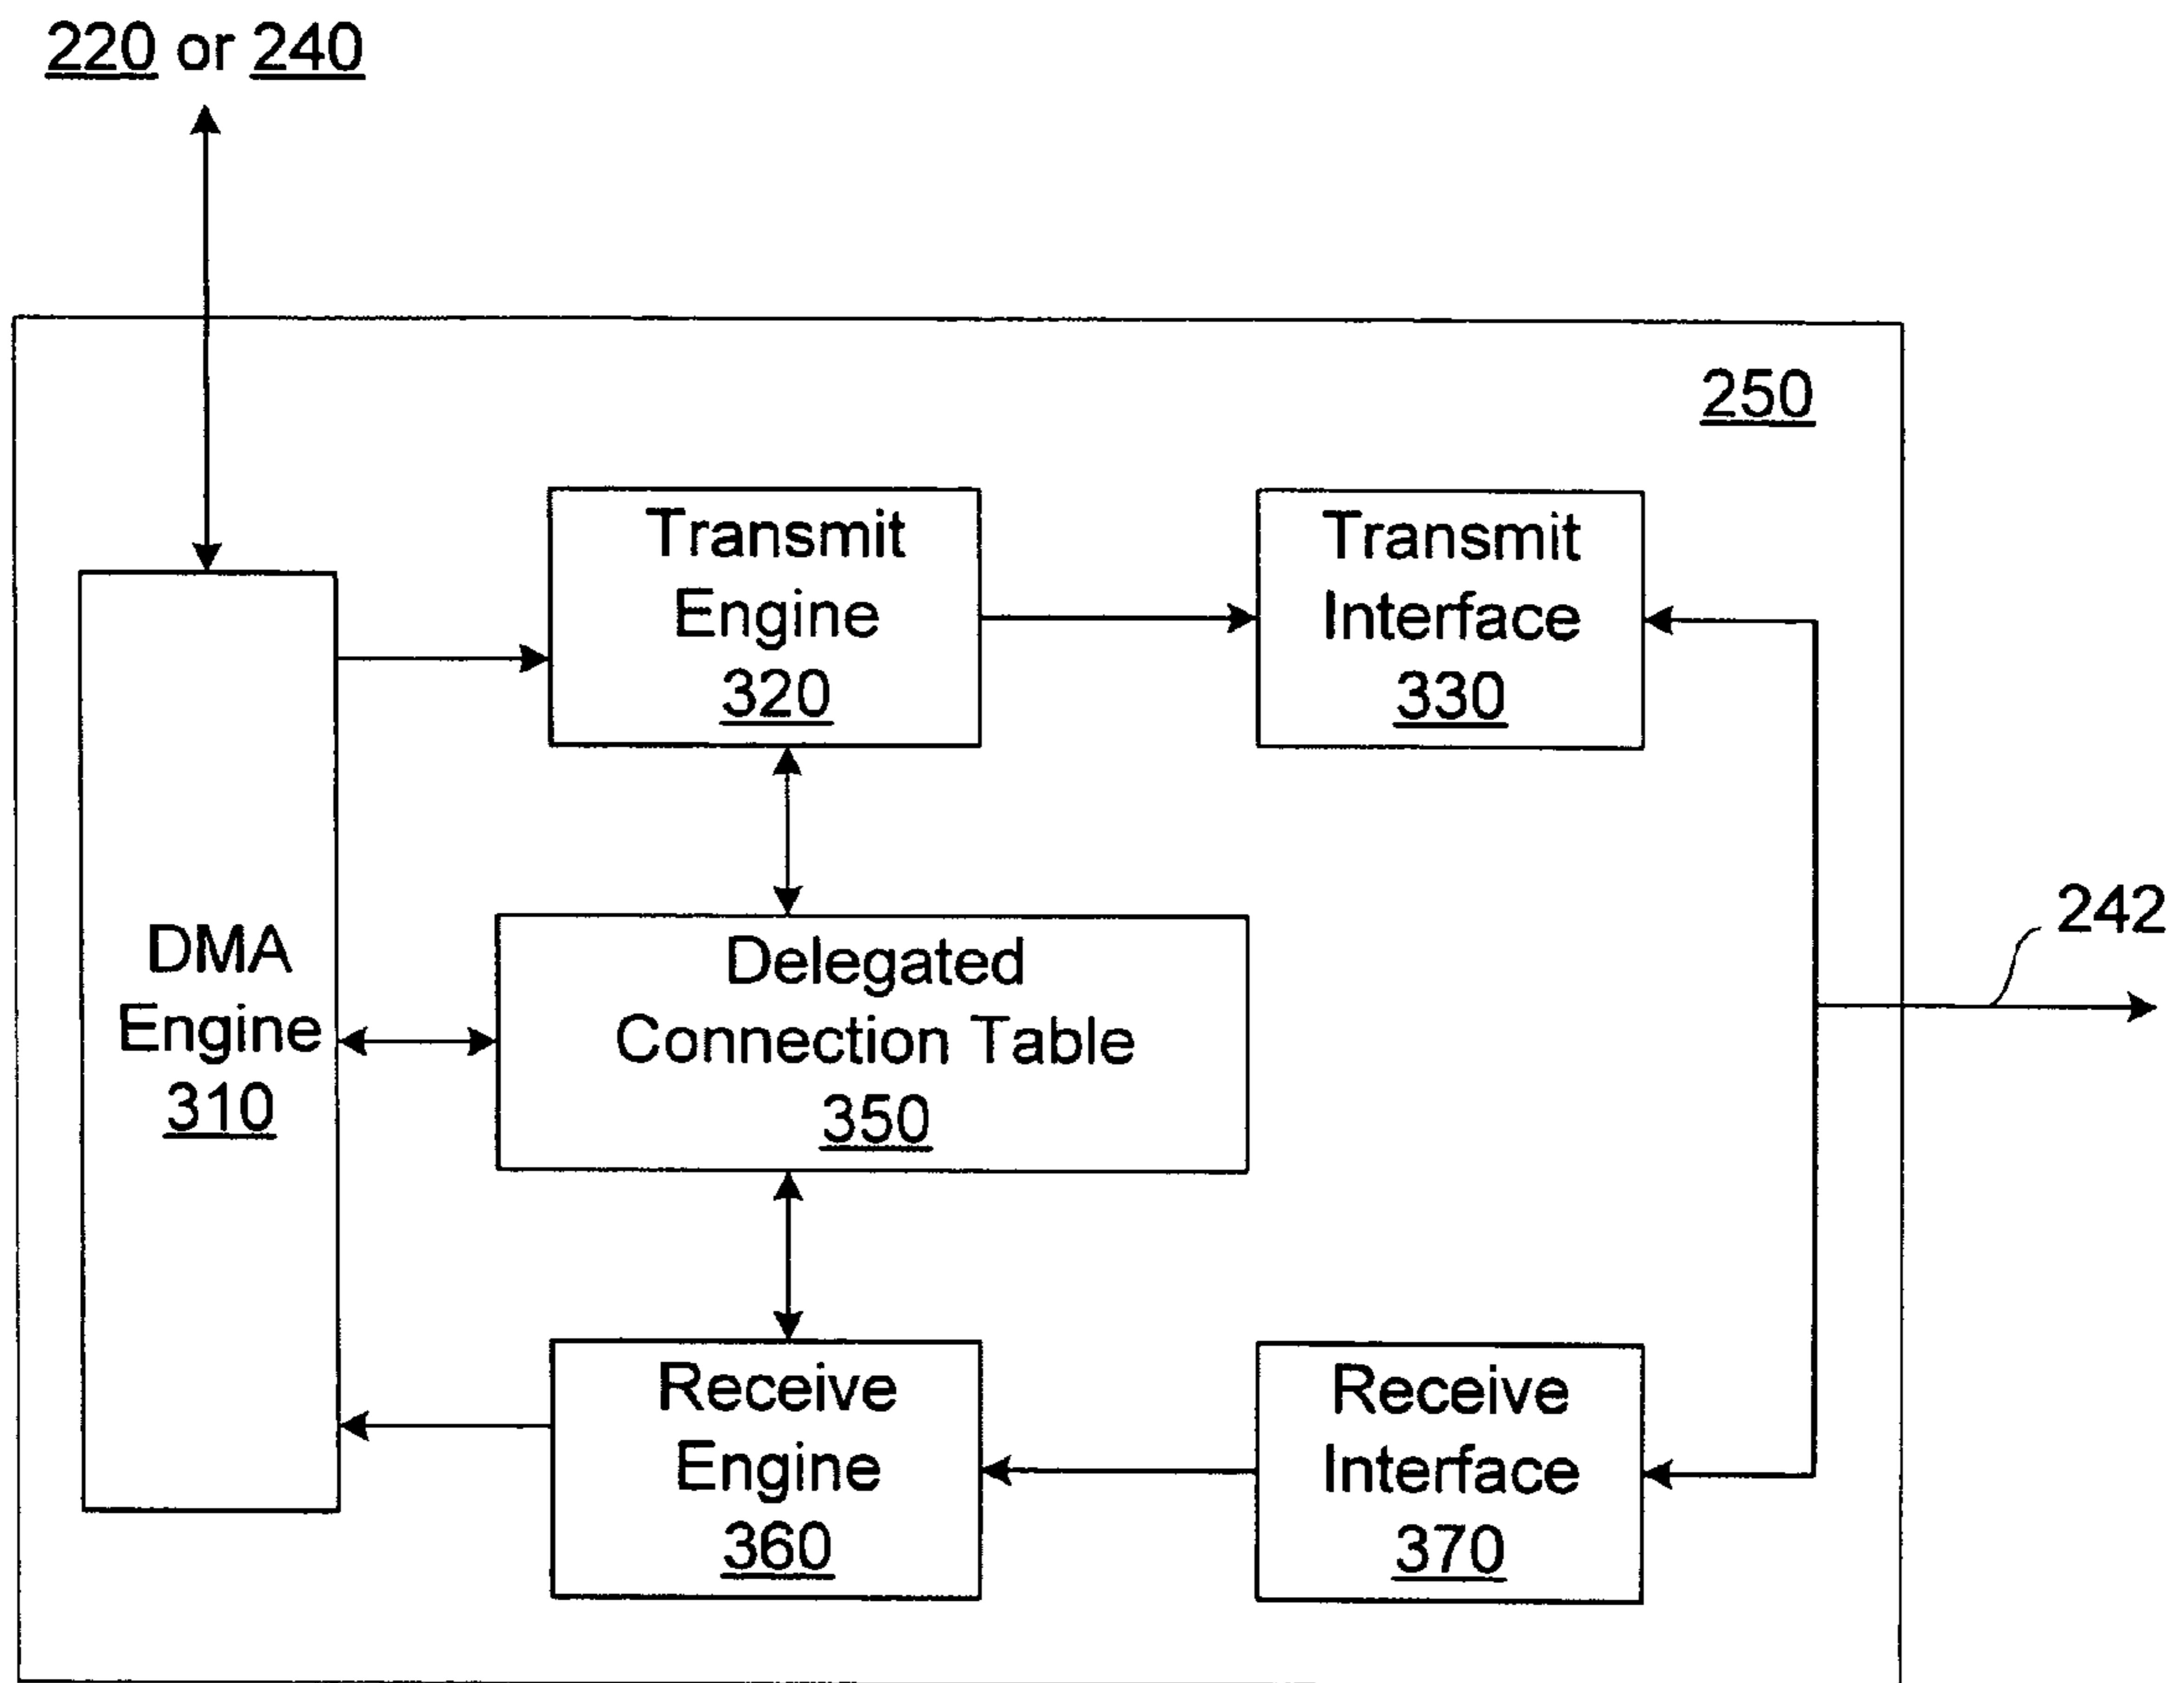 220 or 240
250
Transmit
Engine
320
Transmit
Interface
330
DMA
Engine
310
Delegated
Connection Table
350
242
Receive
Engine
360
Receive
Interface
370